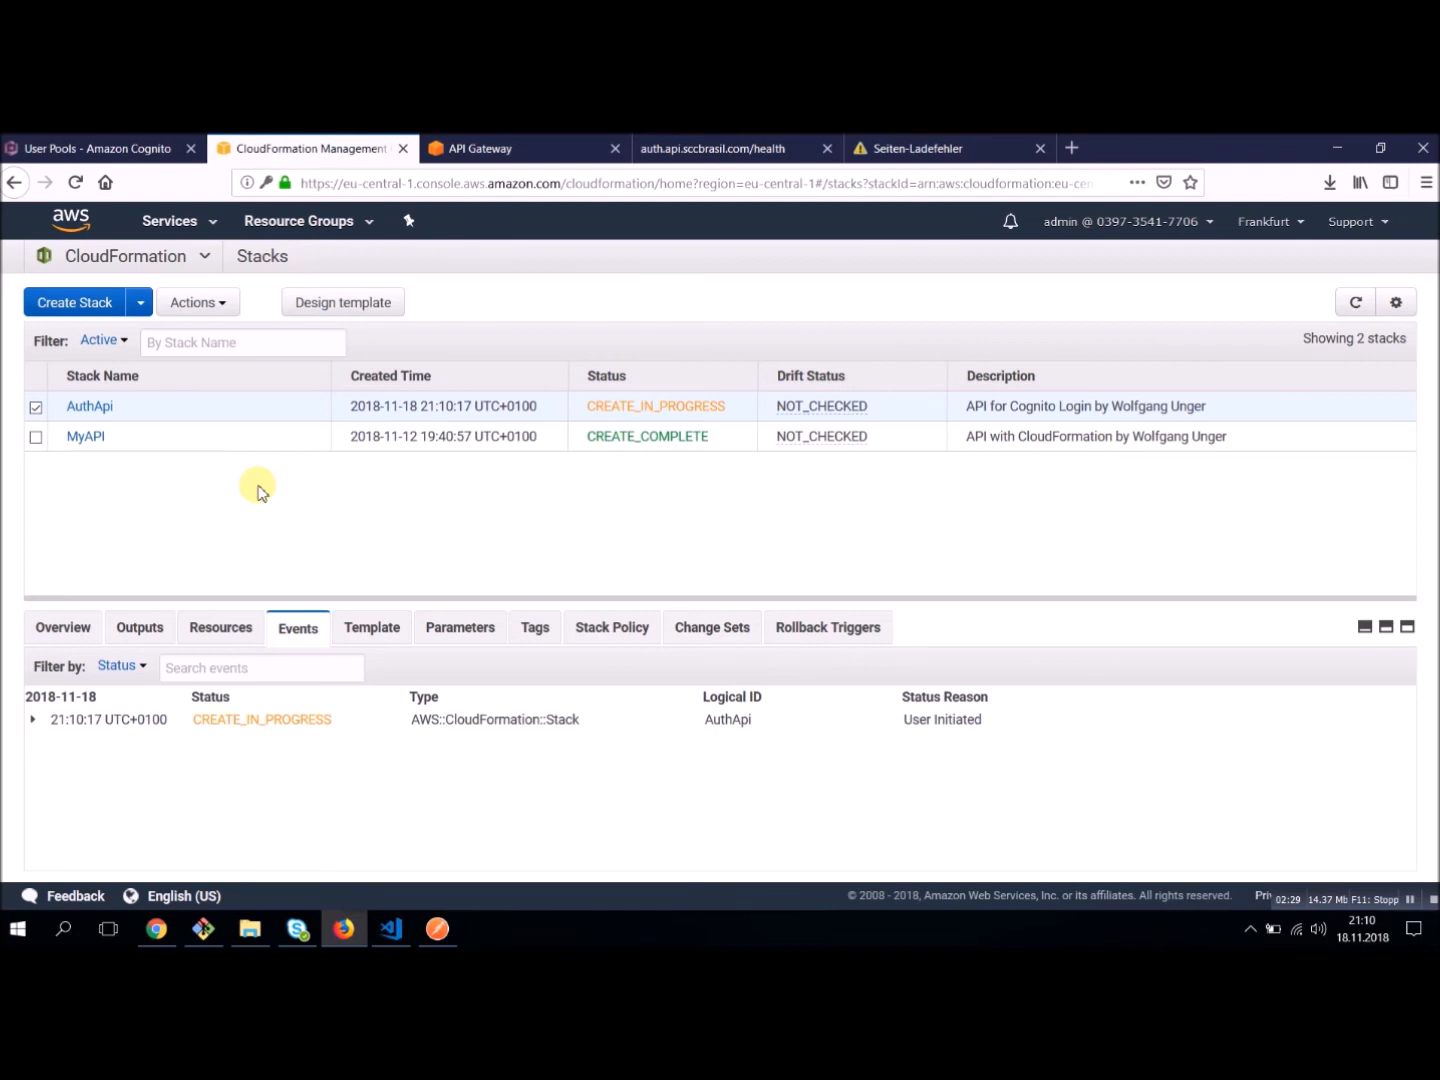 User Pools - Amazon Cognito
CloudFormation Management
API Gateway
auth.api.sccbrasil.com/health
Seiten-Ladefehler
https://eu-central-1.console.aws.amazon.com/cloudformation/home?region=eu-central-1#/stacks?stackId=arn:aws:cloudformation:eu-cen
aws Services Resource Groups admin @ 0397-3541-7706 Frankfurt Support
CloudFormation Stacks
Create Stack Actions Design template
Filter: Active By Stack Name Showing 2 stacks
Stack Name Created Time Status Drift Status Description
AuthApi 2018-11-18 21:10:17 UTC+0100 CREATE_IN_PROGRESS NOT_CHECKED API for Cognito Login by Wolfgang Unger
MyAPI 2018-11-12 19:40:57 UTC+0100 CREATE_COMPLETE NOT_CHECKED API with CloudFormation by Wolfgang Unger
Overview Outputs Resources Events Template Parameters Tags Stack Policy Change Sets Rollback Triggers
Filter by: Status Search events
2018-11-18 Status Type Logical ID Status Reason
21:10:17 UTC+0100 CREATE_IN_PROGRESS AWS::CloudFormation::Stack AuthApi User Initiated
Feedback English (US) © 2008 - 2018, Amazon Web Services, Inc. or its affiliates. All rights reserved. Pri 02:29 14.37 Mb F11: Stopp
21:10
18.11.2018